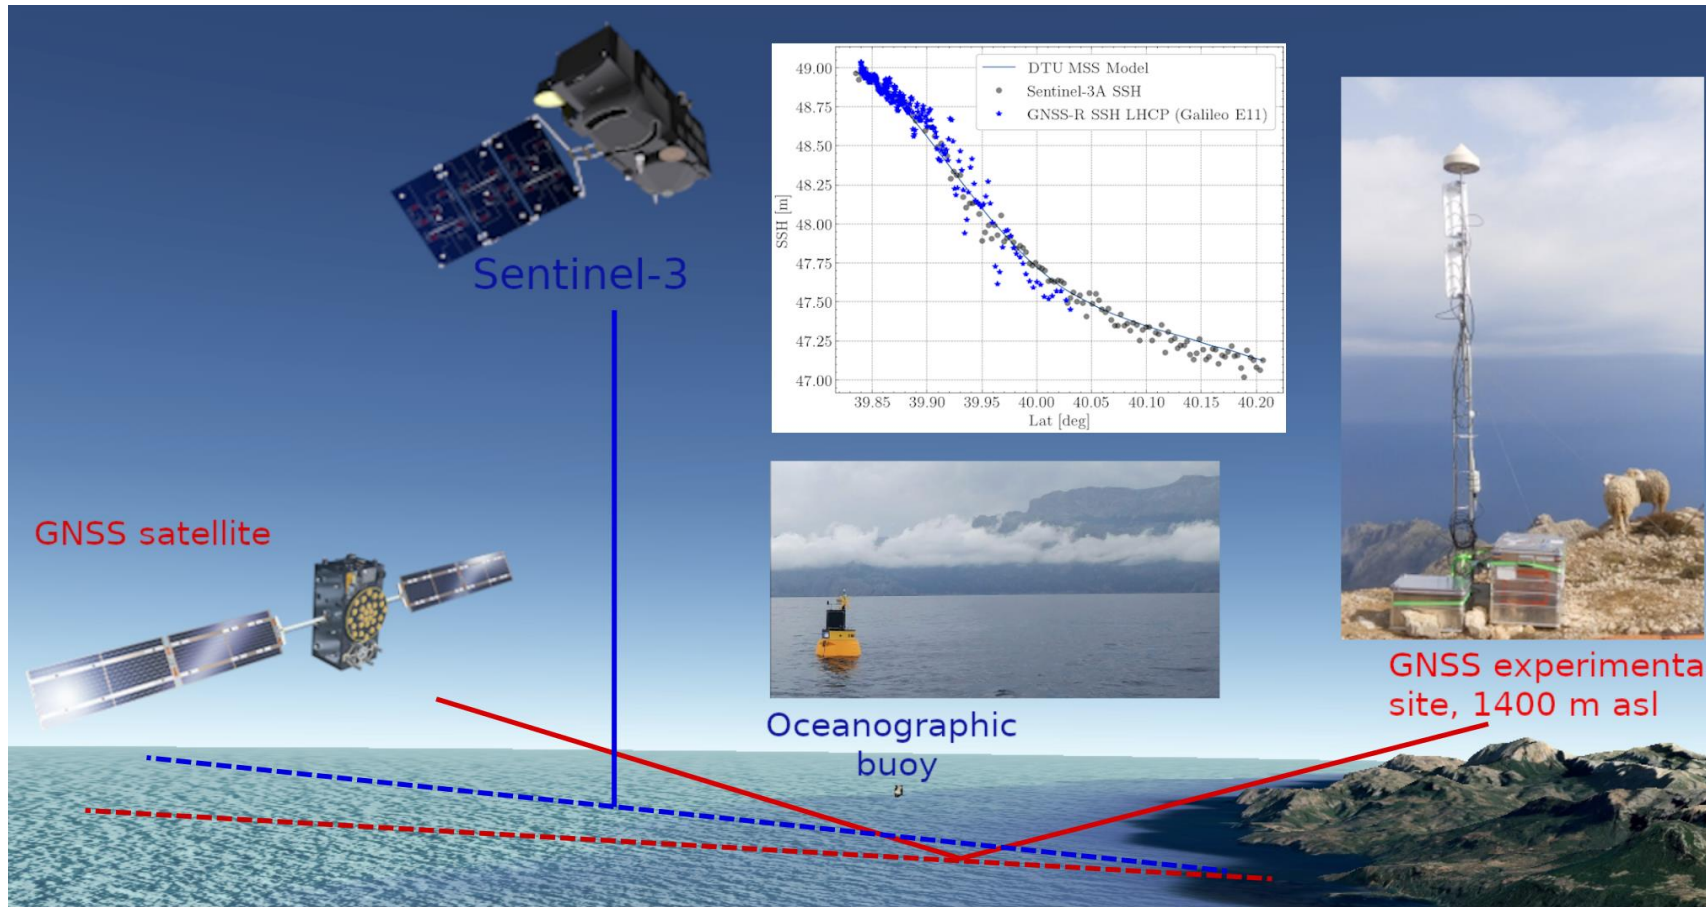 49.00
48.75
48.50
48.25
48.00
47.75
47.50
47.25
47.00
SSH [m]
DTU MSS Model
Sentinel-3A SSH
GNSS-R SSH LHCP (Galileo E11)
39.85 39.90 39.95 40.00 40.05 40.10 40.15 40.20
Lat [deg]
Sentinel-3
GNSS satellite
Oceanographic
buoy
GNSS experimenta
site, 1400 m asl